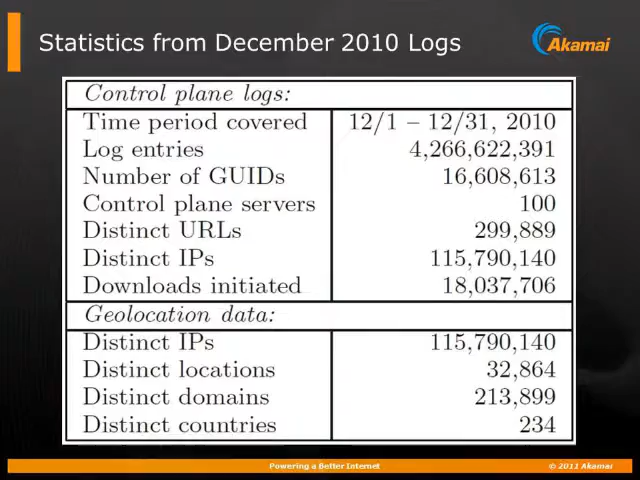 Statistics from December 2010 Logs
Akamai
Control plane logs:
Time period covered 12/1 – 12/31, 2010
Log entries 4,266,622,391
Number of GUIDs 16,608,613
Control plane servers 100
Distinct URLs 299,889
Distinct IPs 115,790,140
Downloads initiated 18,037,706
Geolocation data:
Distinct IPs 115,790,140
Distinct locations 32,864
Distinct domains 213,899
Distinct countries 234
Powering a Better Internet
© 2011 Akamai